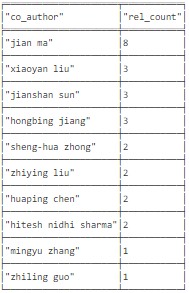 "co_author" "rel_count"
"jian ma" 8
"xiaoyan liu" 3
"jianshan sun" 3
"hongbing jiang" 3
"sheng-hua zhong" 2
"zhiying liu" 2
"huaping chen" 2
"hitesh nidhi sharma" 2
"mingyu zhang" 1
"zhiling guo" 1